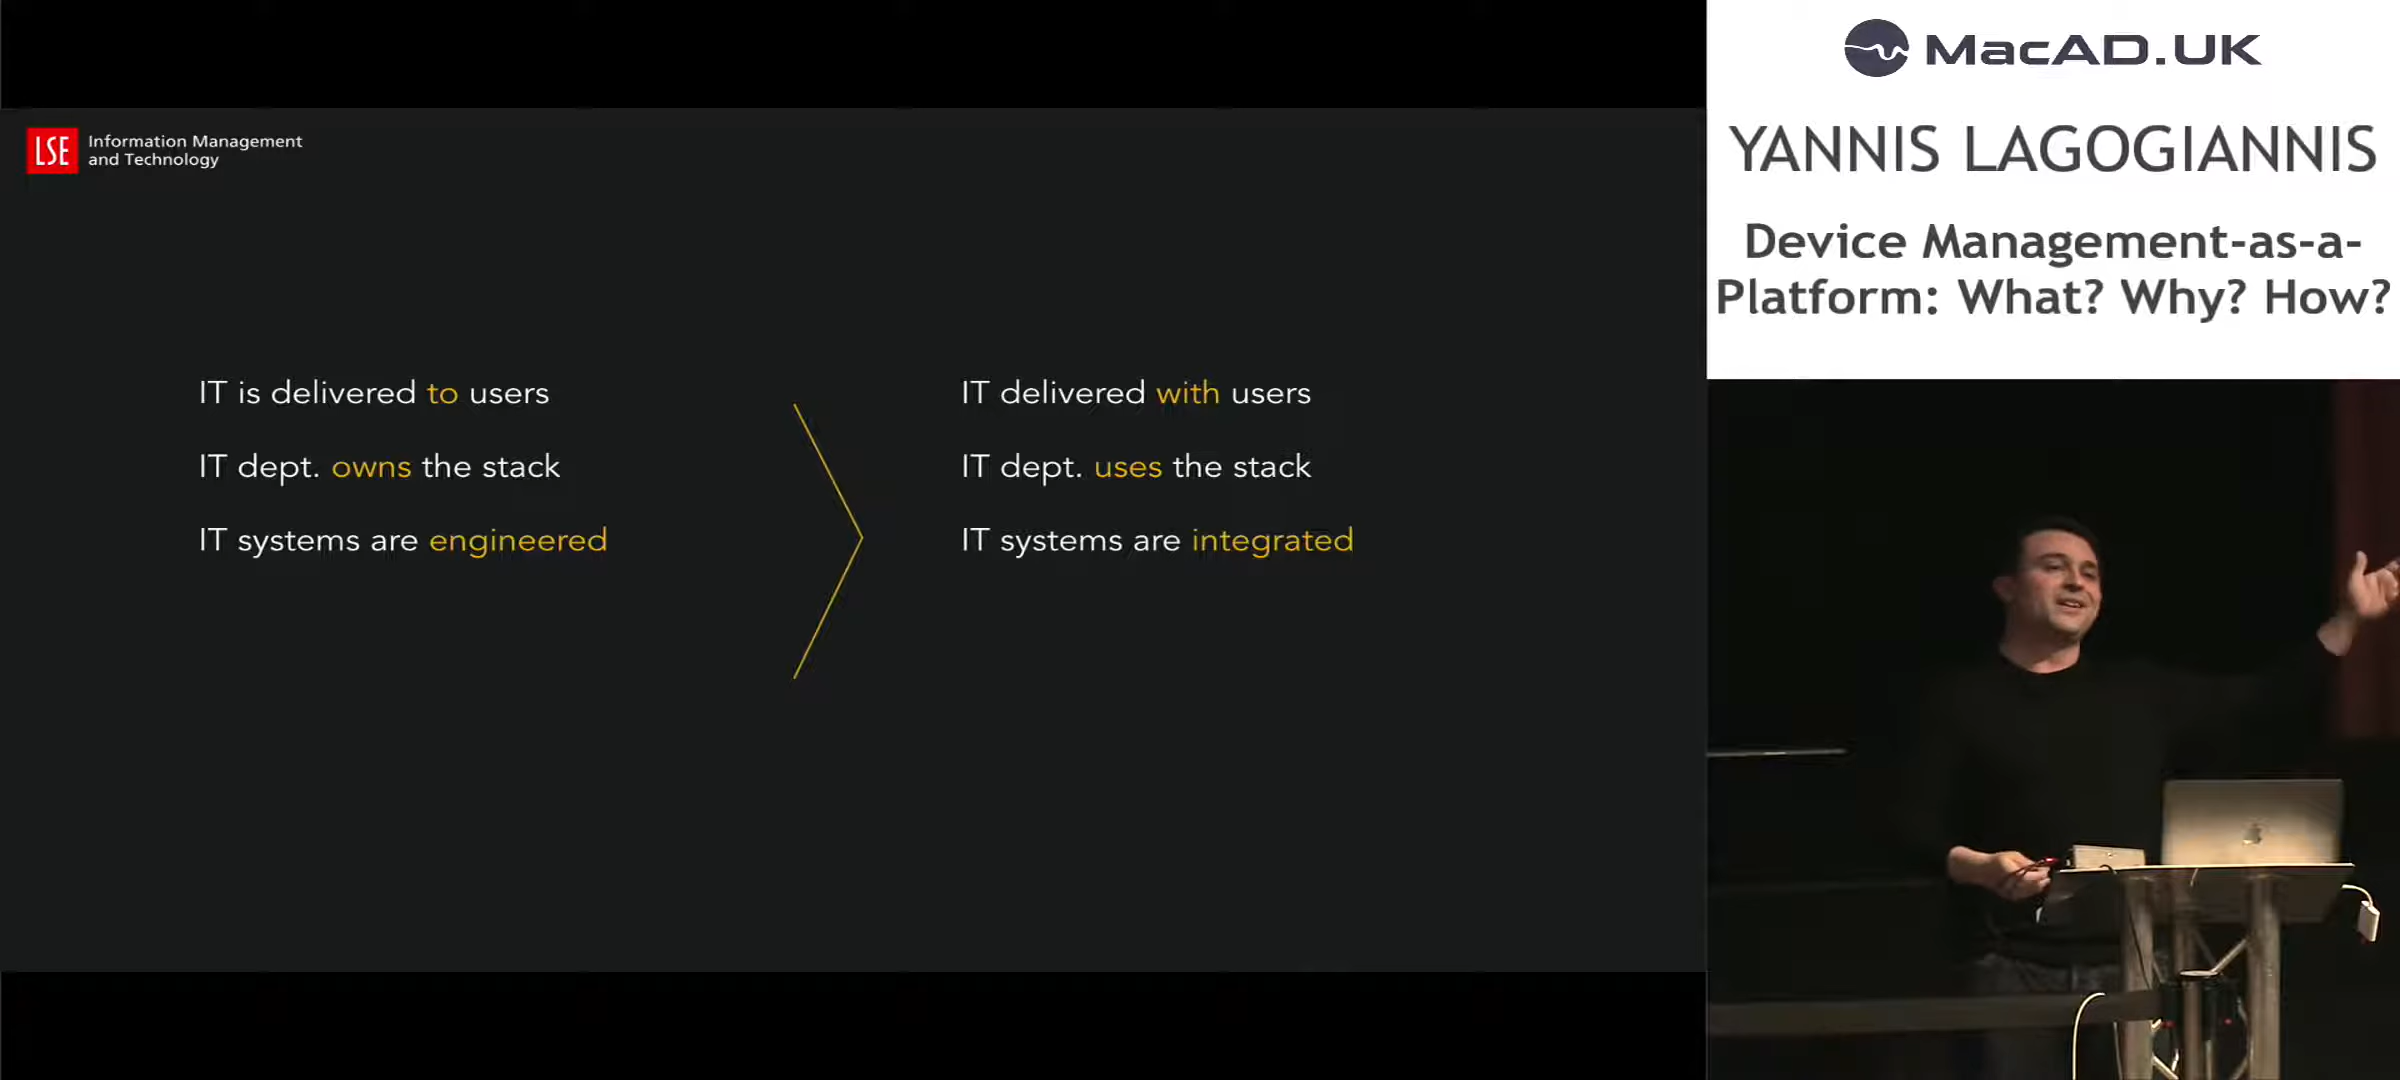 LSE
Information Management
and Technology
IT is delivered to users
IT dept. owns the stack
IT systems are engineered
IT delivered with users
IT dept. uses the stack
IT systems are integrated
MacAD.UK
YANNIS LAGOGIANNIS
Device Management-as-a-
Platform: What? Why? How?